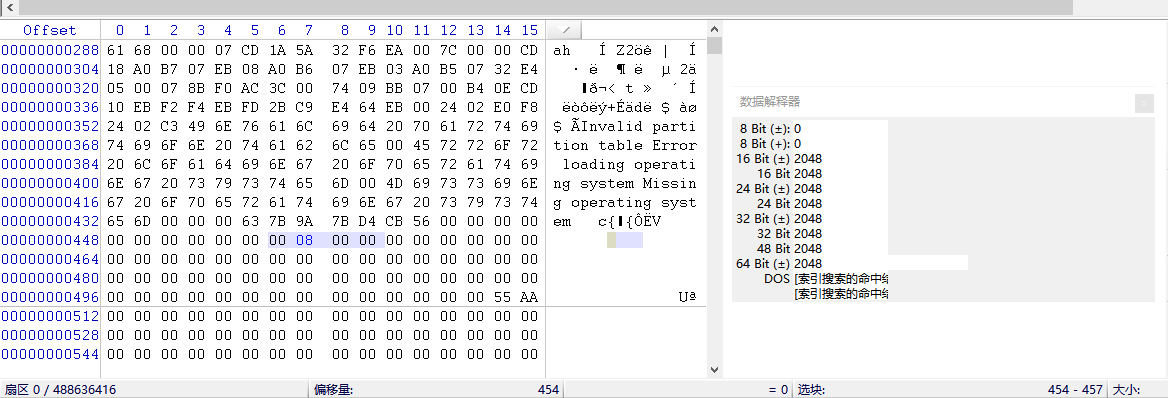 Offset 0 1 2 3 4 5 6 7 8 9 10 11 12 13 14 15
00000000288 61 68 00 00 07 CD 1A 5A 32 F6 EA 00 7C 00 00 CD ah Í Z2öê | Í
00000000304 18 A0 B7 07 EB 08 A0 B6 07 EB 03 A0 B5 07 32 E4 · ë ¶ ë µ 2ä
00000000320 05 00 07 8B F0 AC 3C 00 74 09 BB 07 00 B4 0E CD ð¬< t » ´ Í
00000000336 10 EB F2 F4 EB FD 2B C9 E4 64 EB 00 24 02 E0 F8 ëòôëý+Éädë $ àø
00000000352 24 02 C3 49 6E 76 61 6C 69 64 20 70 61 72 74 69 $ ÃInvalid parti
00000000368 74 69 6F 6E 20 74 61 62 6C 65 00 45 72 72 6F 72 tion table Error
00000000384 20 6C 6F 61 64 69 6E 67 20 6F 70 65 72 61 74 69 loading operati
00000000400 6E 67 20 73 79 73 74 65 6D 00 4D 69 73 73 69 6E ng system Missin
00000000416 67 20 6F 70 65 72 61 74 69 6E 67 20 73 79 73 74 g operating syst
00000000432 65 6D 00 00 00 63 7B 9A 7B D4 CB 56 00 00 00 00 em c{ {ÔËV
00000000448 00 00 00 00 00 00 00 08 00 00 00 00 00 00 00 00
00000000464 00 00 00 00 00 00 00 00 00 00 00 00 00 00 00 00
00000000480 00 00 00 00 00 00 00 00 00 00 00 00 00 00 00 00
00000000496 00 00 00 00 00 00 00 00 00 00 00 00 00 00 55 AA Uª
00000000512 00 00 00 00 00 00 00 00 00 00 00 00 00 00 00 00
00000000528 00 00 00 00 00 00 00 00 00 00 00 00 00 00 00 00
00000000544 00 00 00 00 00 00 00 00 00 00 00 00 00 00 00 00
数据解释器
8 Bit (±): 0
8 Bit (+): 0
16 Bit (±) 2048
16 Bit 2048
24 Bit (±) 2048
24 Bit 2048
32 Bit (±) 2048
32 Bit 2048
48 Bit 2048
64 Bit (±) 2048
DOS [索引搜索的命中
[索引搜索的命中
扇区 0 / 488636416 偏移量: 454 = 0 选块: 454 - 457 大小: